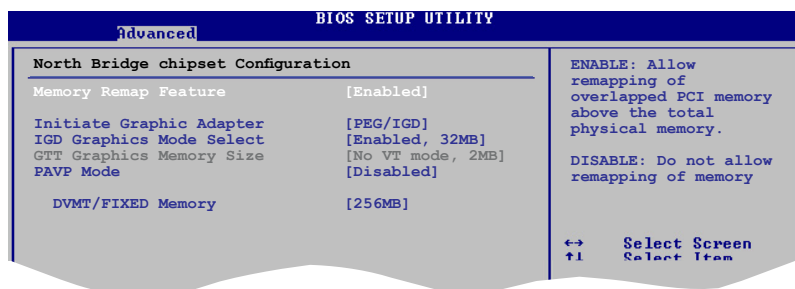 BIOS SETUP UTILITY
Advanced
North Bridge chipset Configuration
Memory Remap Feature [Enabled]
Initiate Graphic Adapter [PEG/IGD]
IGD Graphics Mode Select [Enabled, 32MB]
GTT Graphics Memory Size [No VT mode, 2MB]
PAVP Mode [Disabled]
DVMT/FIXED Memory [256MB]
ENABLE: Allow
remapping of
overlapped PCI memory
above the total
physical memory.
DISABLE: Do not allow
remapping of memory
←→ Select Screen
↑↓ Select Item